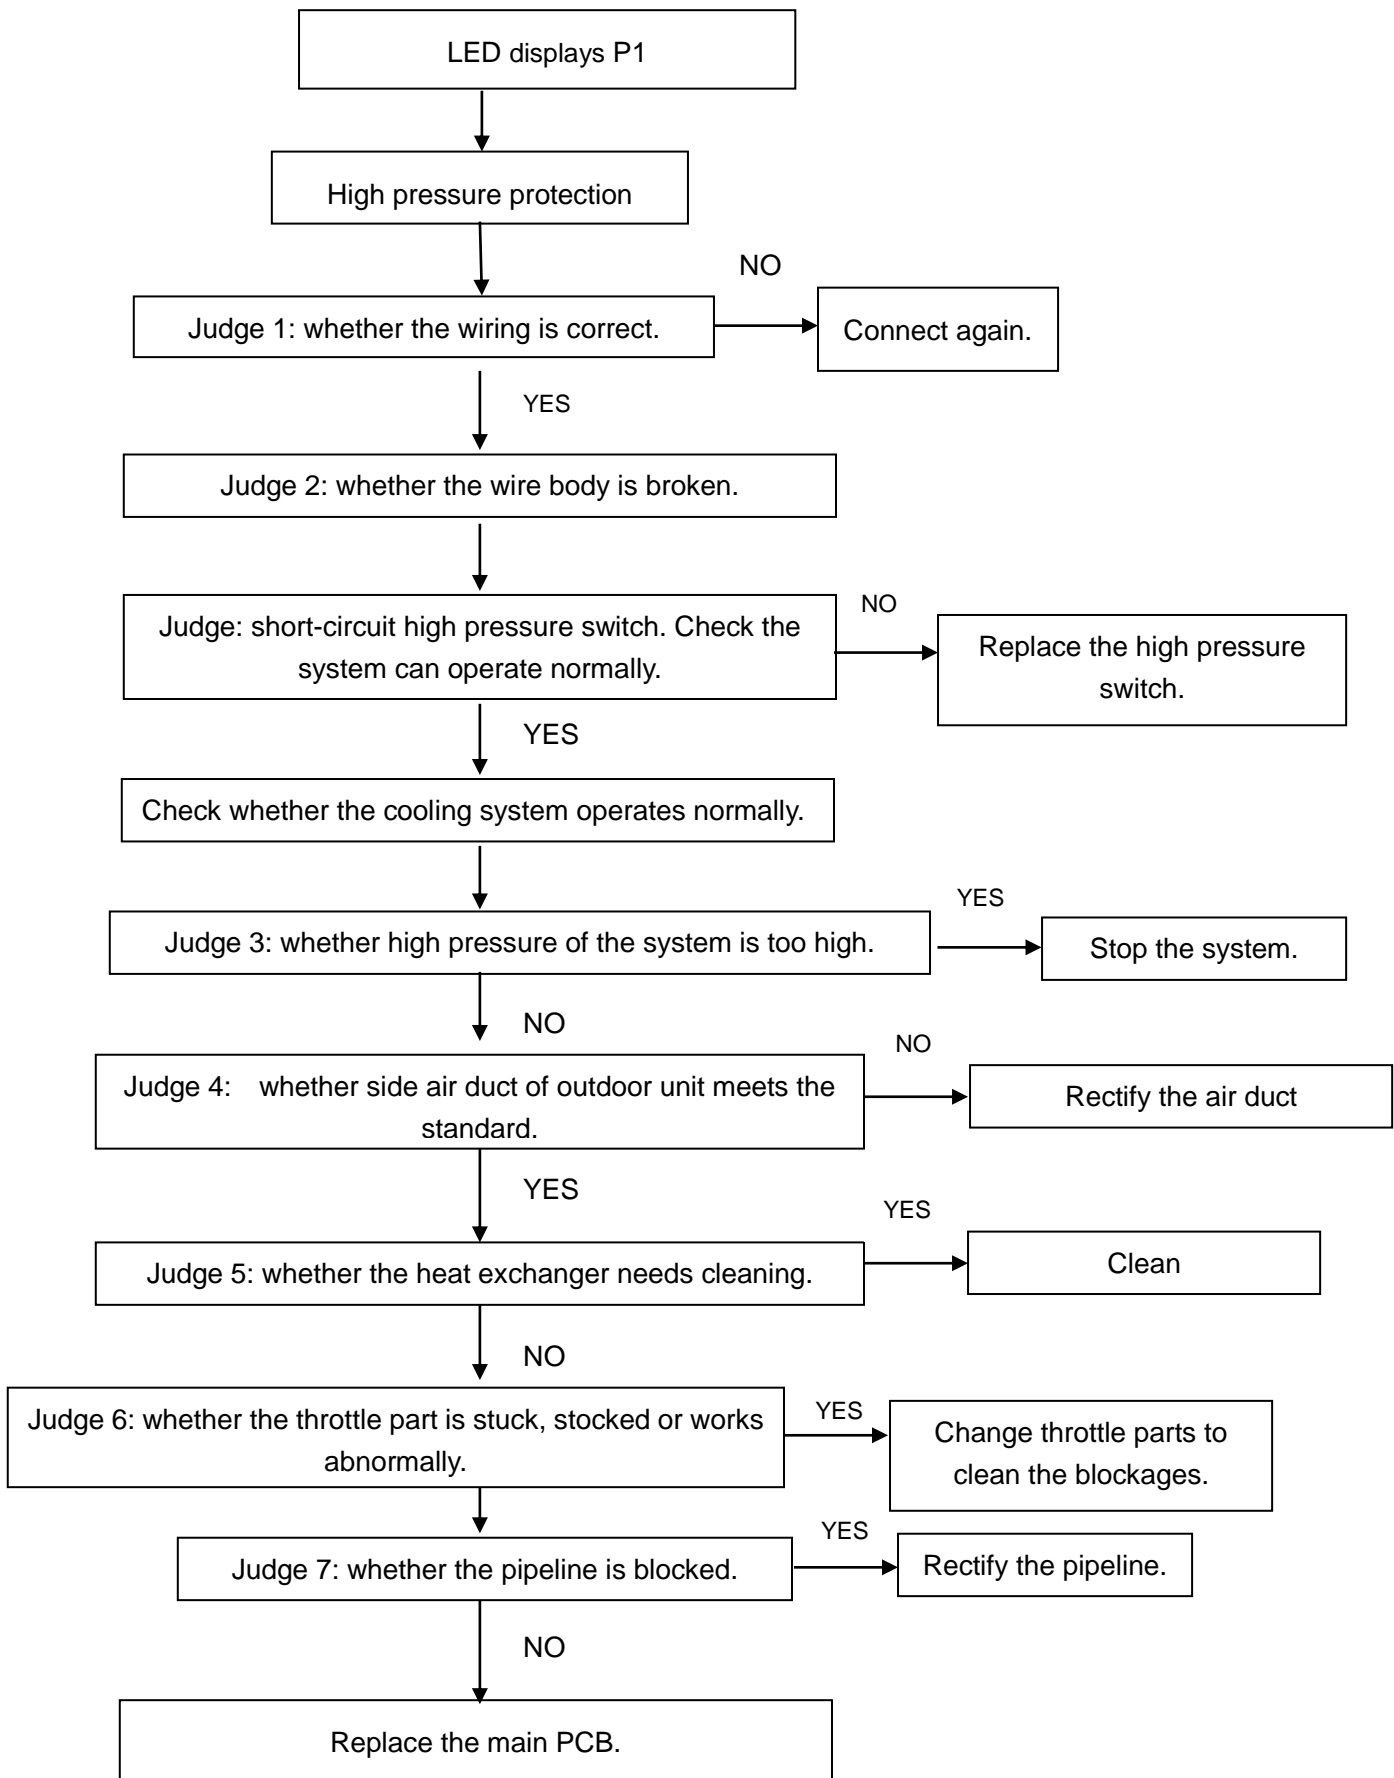 LED displays P1
High pressure protection
NO
Judge 1: whether the wiring is correct.
Connect again.
YES
Judge 2: whether the wire body is broken.
NO
Judge: short-circuit high pressure switch. Check the
system can operate normally.
Replace the high pressure
switch.
YES
Check whether the cooling system operates normally.
YES
Judge 3: whether high pressure of the system is too high.
Stop the system.
NO
NO
Judge 4: whether side air duct of outdoor unit meets the
standard.
Rectify the air duct
YES
YES
Judge 5: whether the heat exchanger needs cleaning.
Clean
NO
Judge 6: whether the throttle part is stuck, stocked or works
abnormally.
YES
Change throttle parts to
clean the blockages.
YES
Judge 7: whether the pipeline is blocked.
Rectify the pipeline.
NO
Replace the main PCB.